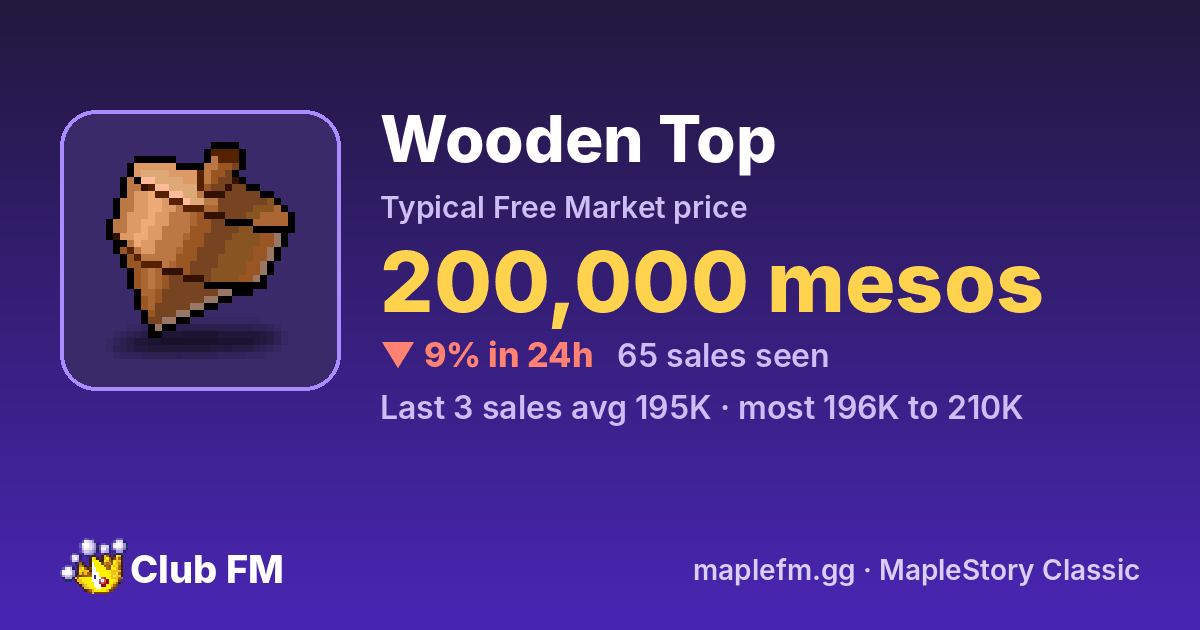 Wooden Top
Typical Free Market price
200,000 mesos
▼ 9% in 24h 65 sales seen
Last 3 sales avg 195K · most 196K to 210K
Club FM
maplefm.gg · MapleStory Classic